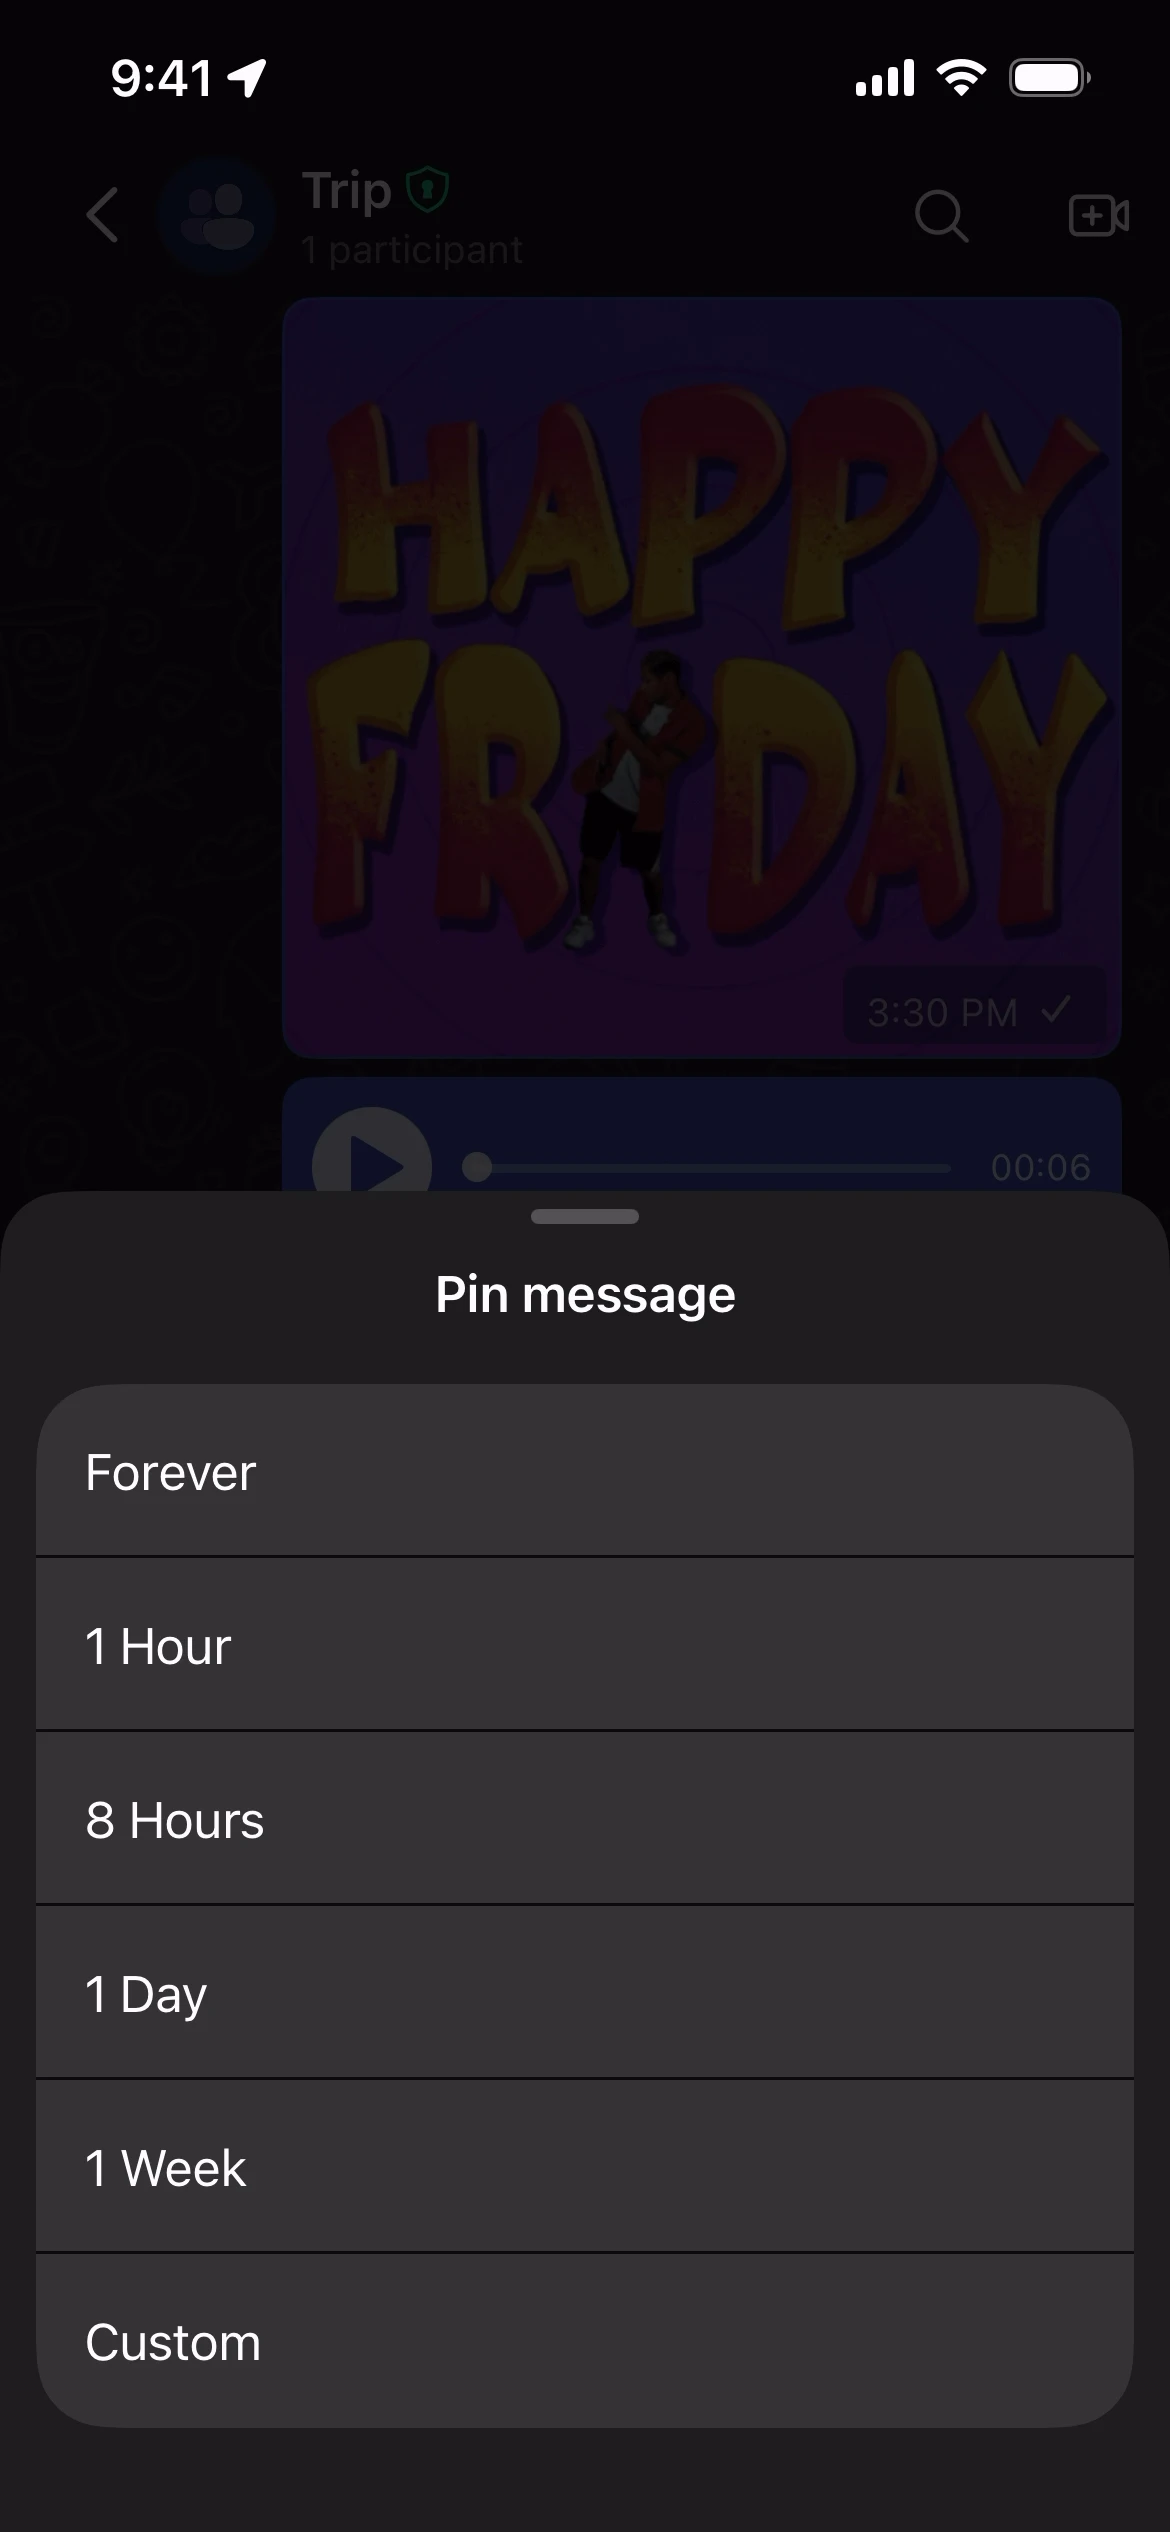 9:41
Trip
1 participant
HAPPY
FRIDAY
3:30 PM
00:06
Pin message
Forever
1 Hour
8 Hours
1 Day
1 Week
Custom